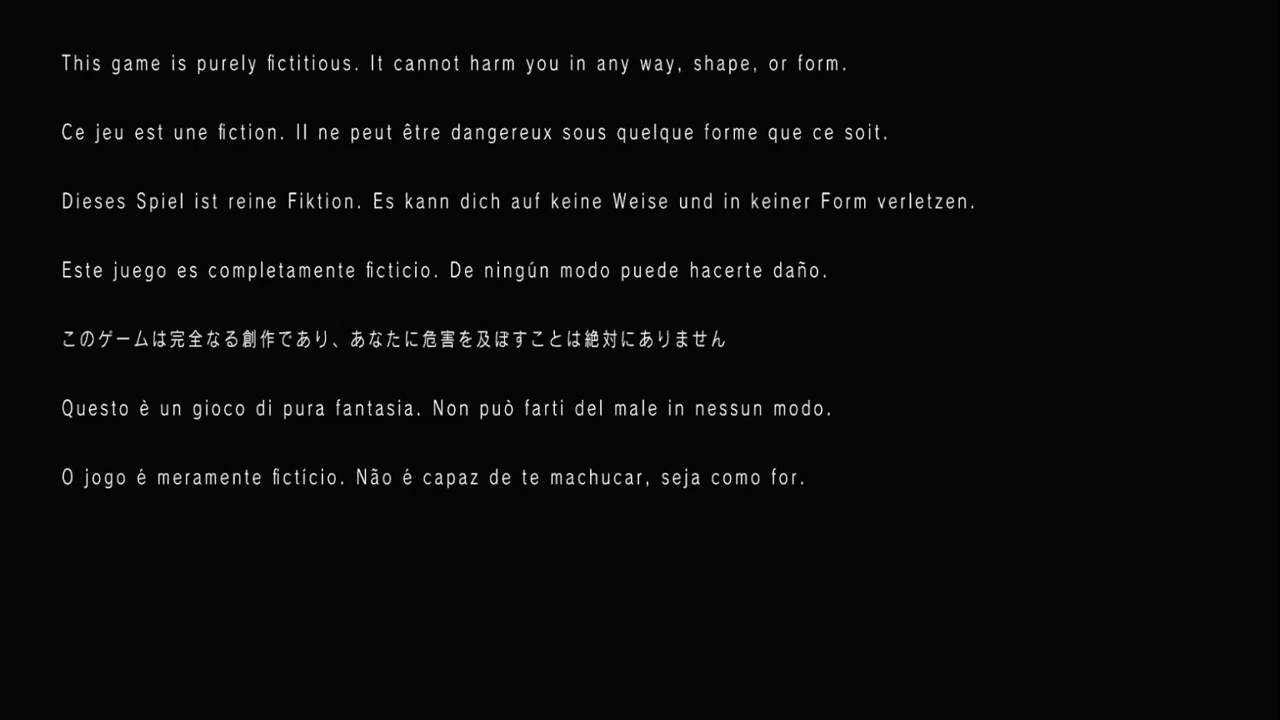 This game is purely fictitious. It cannot harm you in any way, shape, or form.
Ce jeu est une fiction. Il ne peut être dangereux sous quelque forme que ce soit.
Dieses Spiel ist reine Fiktion. Es kann dich auf keine Weise und in keiner Form verletzen.
Este juego es completamente ficticio. De ningún modo puede hacerte daño.
このゲームは完全なる創作であり、あなたに危害を及ぼすことは絶対にありません
Questo è un gioco di pura fantasia. Non può farti del male in nessun modo.
O jogo é meramente fictício. Não é capaz de te machucar, seja como for.